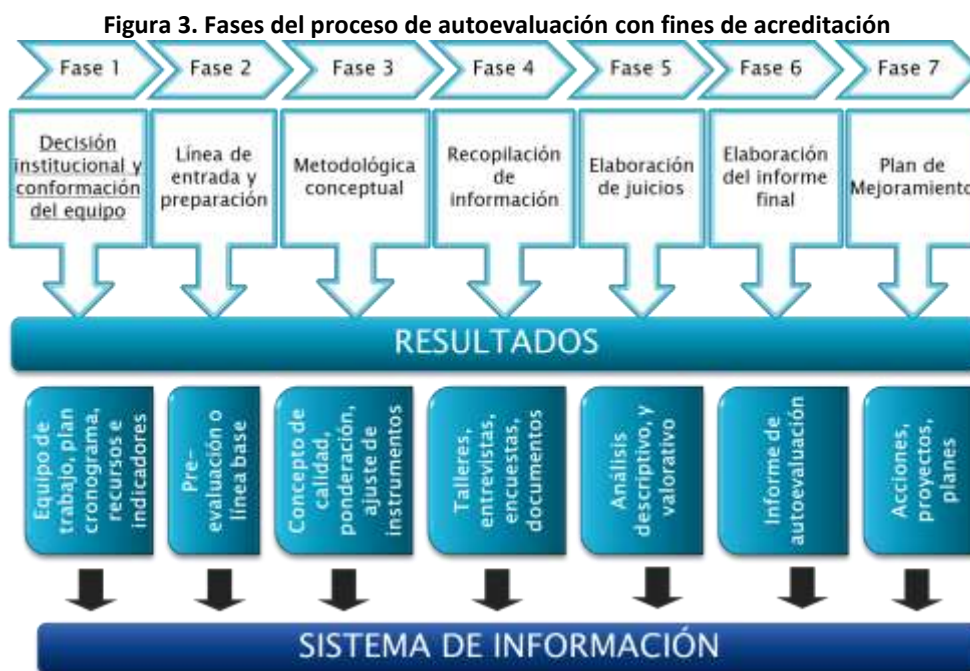 Figura 3. Fases del proceso de autoevaluación con fines de acreditación
Fase 1
Fase 2
Fase 3
Fase 4
Fase 5
Fase 6
Fase 7
Decisión
institucional y
conformación
del equipo
Línea de
entrada y
preparación
Metodológica
conceptual
Recopilación
de
información
Elaboración
de juicios
Elaboración
del informe
final
Plan de
Mejoramiento
RESULTADOS
Equipo de
trabajo, plan
cronograma,
recursos e
indicadores
Pre-
evaluación o
línea base
Concepto de
calidad,
ponderación,
ajuste de
instrumentos
Talleres,
entrevistas,
encuestas,
documentos
Análisis
descriptivo, y
valorativo
Informe de
autoevaluación
Acciones,
proyectos,
planes
SISTEMA DE INFORMACIÓN